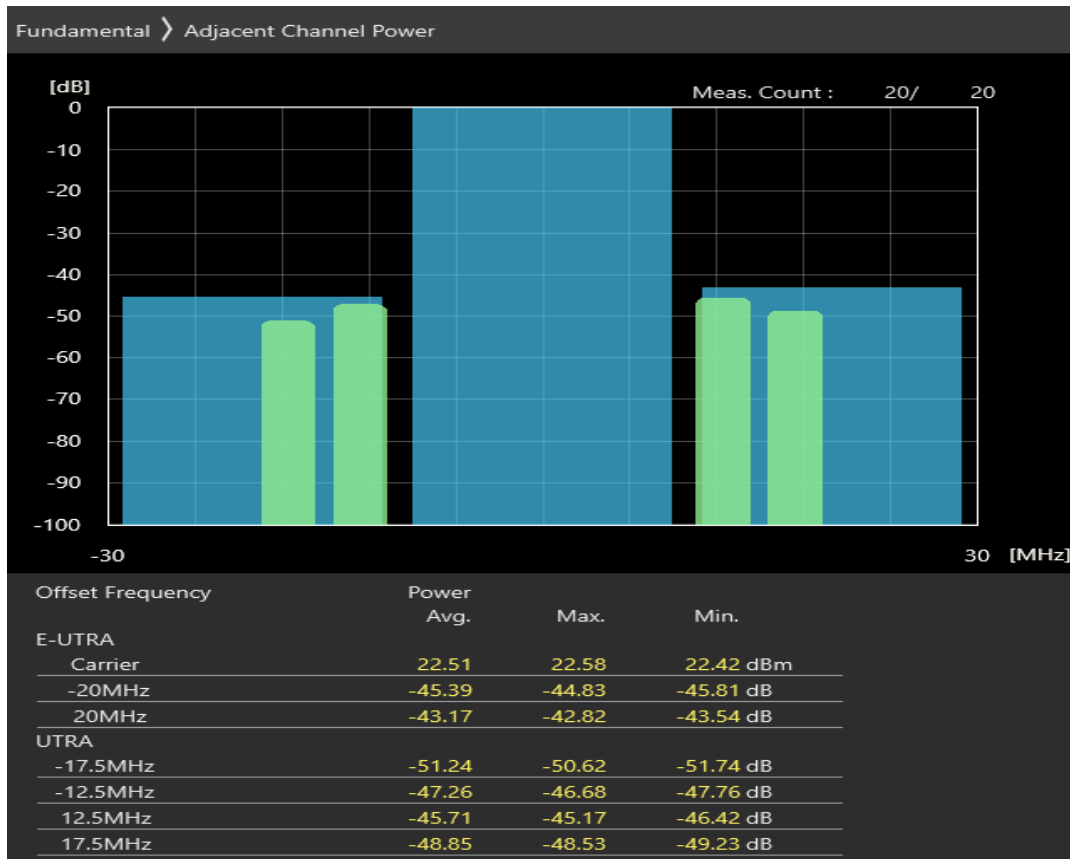 Fundamental ❯ Adjacent Channel Power
[dB]
Meas. Count : 20/ 20
0
-10
-20
-30
-40
-50
-60
-70
-80
-90
-100
-30 30 [MHz]
Offset Frequency Power
Avg. Max. Min.
E-UTRA
Carrier 22.51 22.58 22.42 dBm
-20MHz -45.39 -44.83 -45.81 dB
20MHz -43.17 -42.82 -43.54 dB
UTRA
-17.5MHz -51.24 -50.62 -51.74 dB
-12.5MHz -47.26 -46.68 -47.76 dB
12.5MHz -45.71 -45.17 -46.42 dB
17.5MHz -48.85 -48.53 -49.23 dB